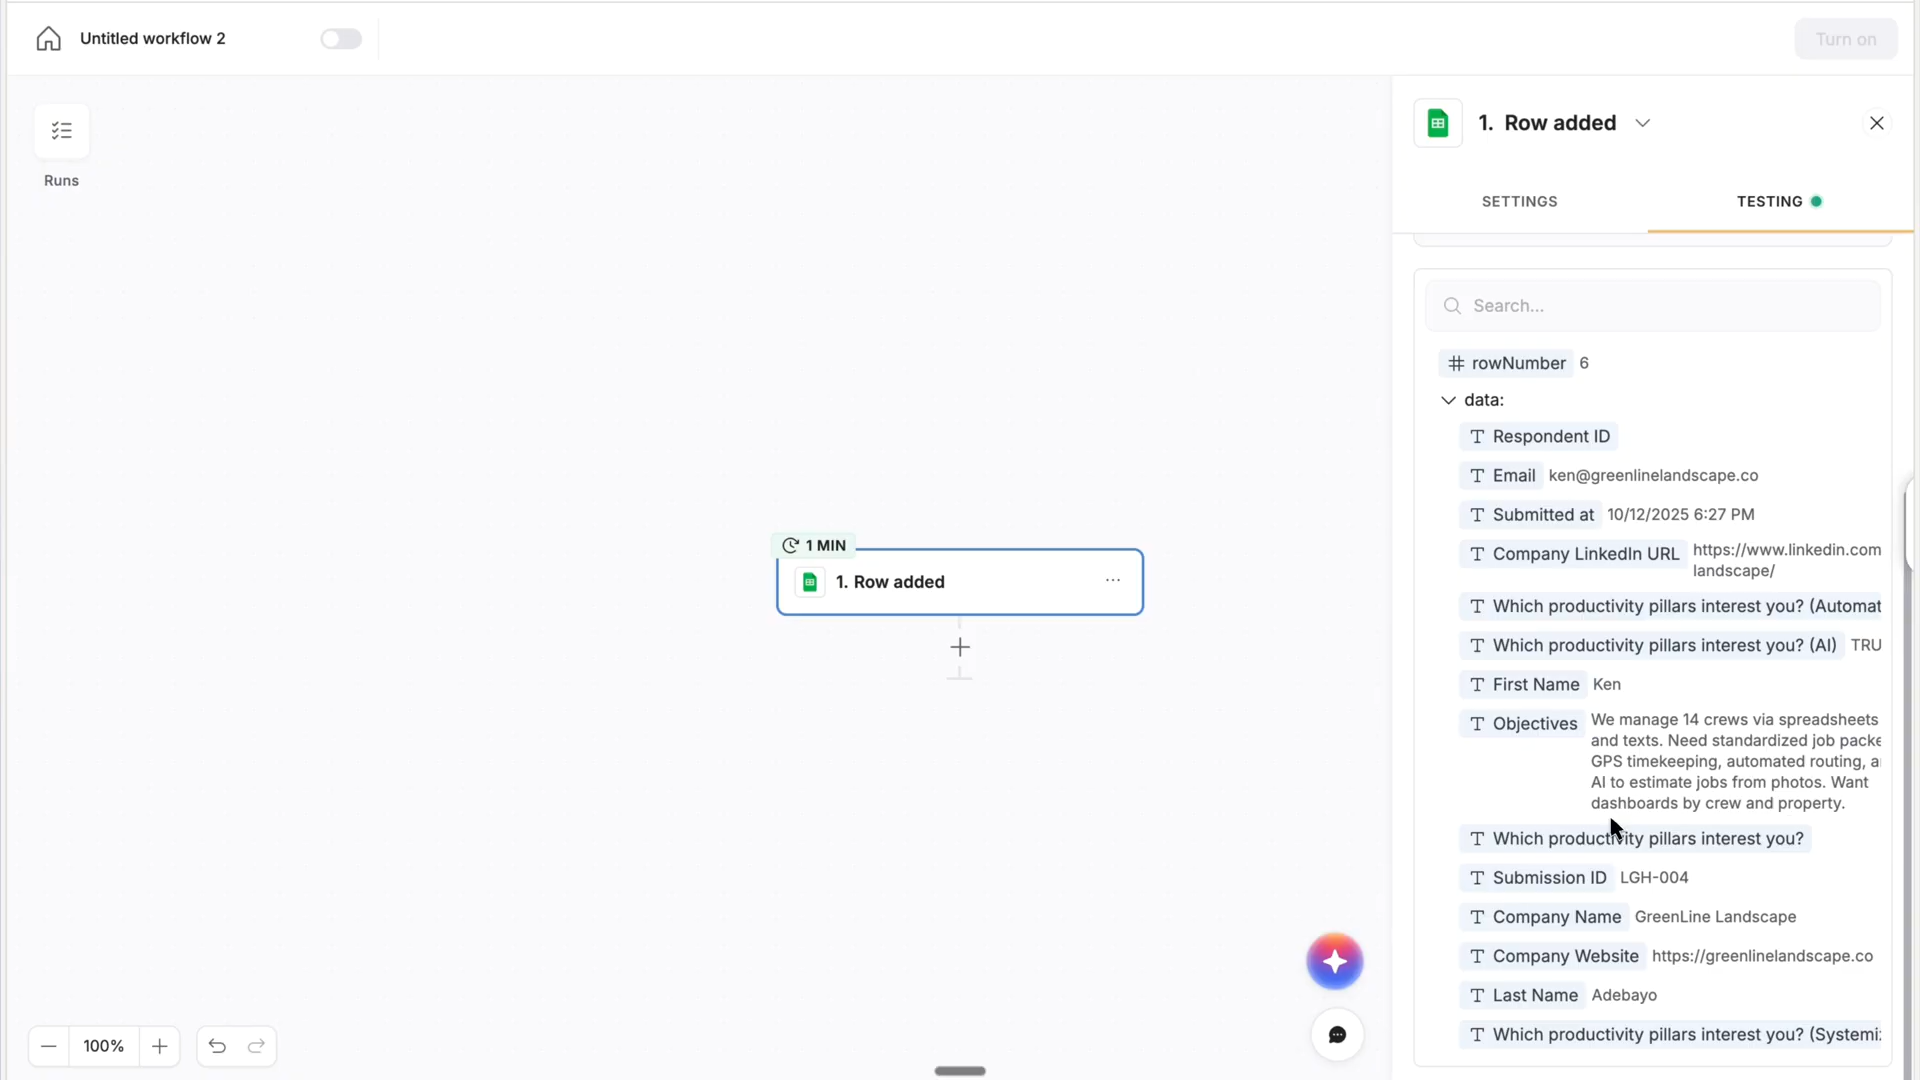 Untitled workflow 2
Turn on
Runs
1. Row added
SETTINGS
TESTING
Search...
rowNumber 6
data:
Respondent ID
Email ken@greenlinelandscape.co
Submitted at 10/12/2025 6:27 PM
Company LinkedIn URL https://www.linkedin.com
landscape/
Which productivity pillars interest you? (Automat
Which productivity pillars interest you? (AI) TRU
First Name Ken
Objectives We manage 14 crews via spreadsheets
and texts. Need standardized job packe
GPS timekeeping, automated routing, a
AI to estimate jobs from photos. Want
dashboards by crew and property.
Which productivity pillars interest you?
Submission ID LGH-004
Company Name GreenLine Landscape
Company Website https://greenlinelandscape.co
Last Name Adebayo
Which productivity pillars interest you? (Systemi
1 MIN
1. Row added
100%